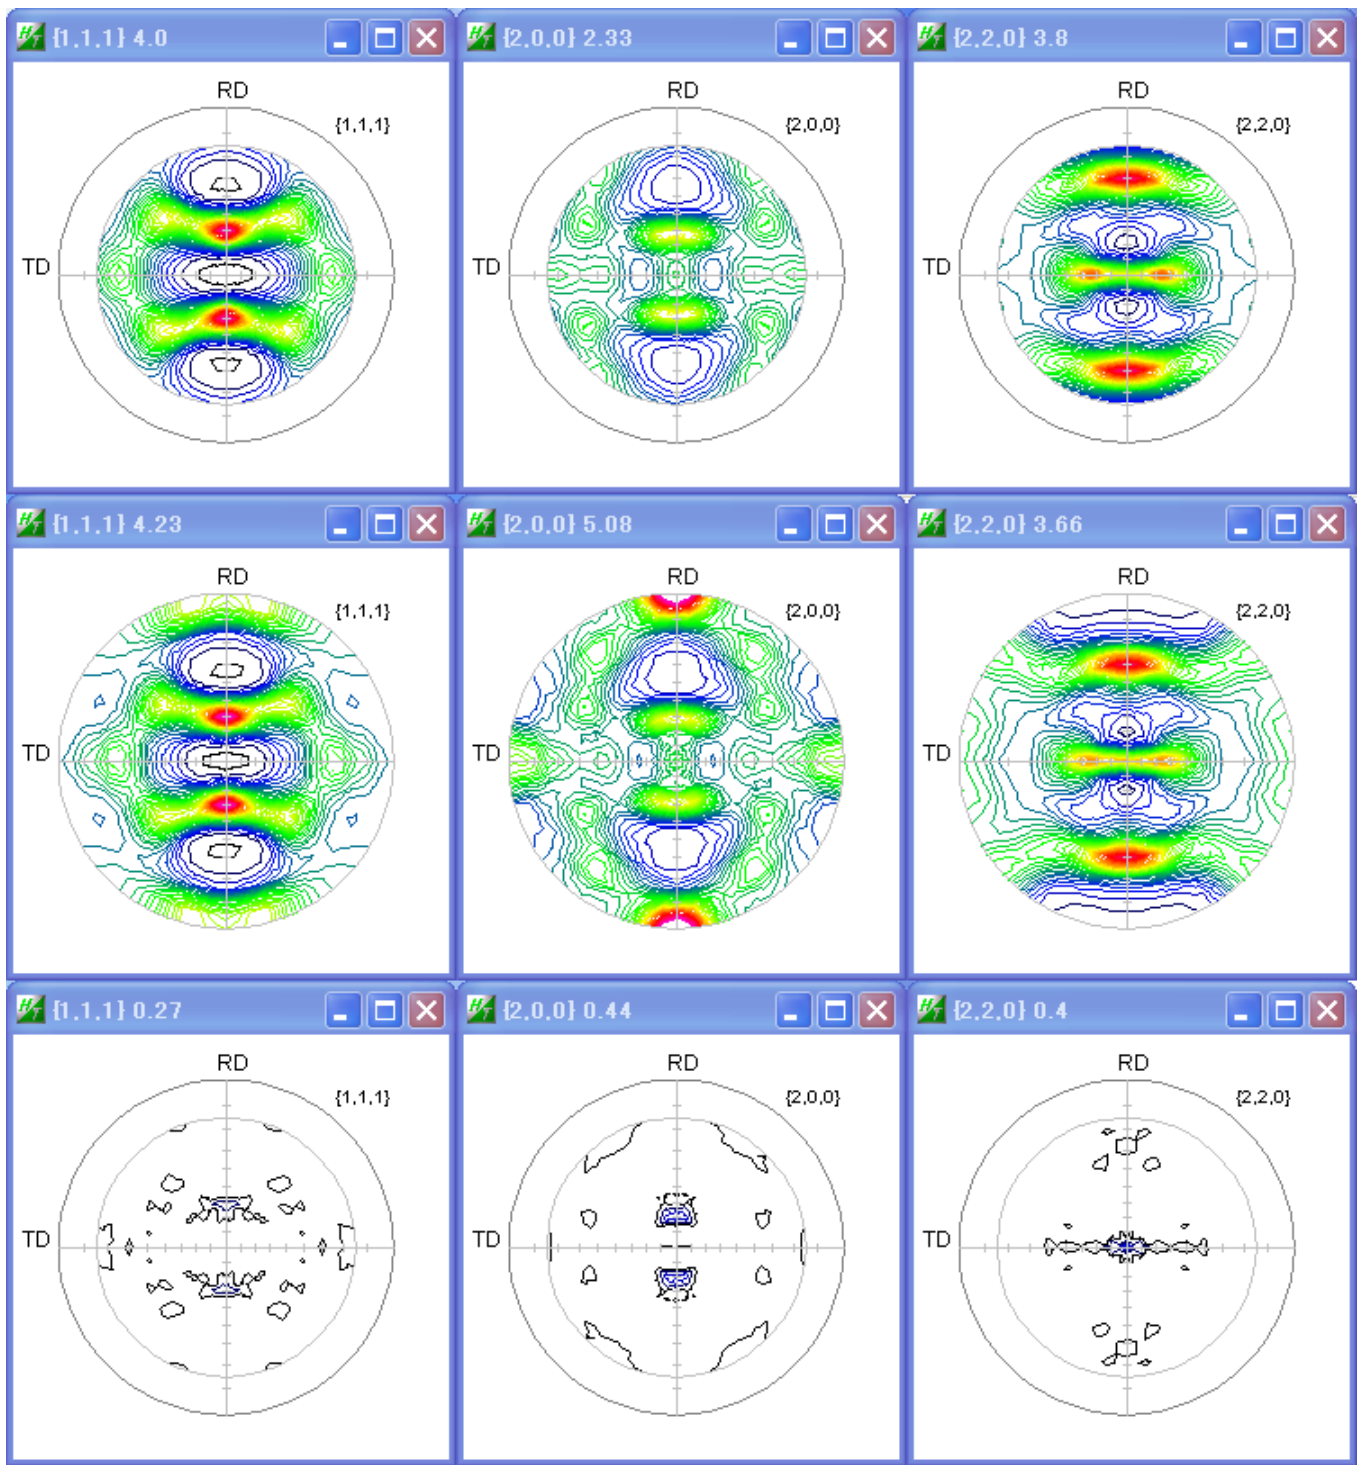 {1,1,1} 4.0
RD
{1,1,1}
TD
{2,0,0} 2.33
RD
{2,0,0}
TD
{2,2,0} 3.8
RD
{2,2,0}
TD
{1,1,1} 4.23
RD
{1,1,1}
TD
{2,0,0} 5.08
RD
{2,0,0}
TD
{2,2,0} 3.66
RD
{2,2,0}
TD
{1,1,1} 0.27
RD
{1,1,1}
TD
{2,0,0} 0.44
RD
{2,0,0}
TD
{2,2,0} 0.4
RD
{2,2,0}
TD